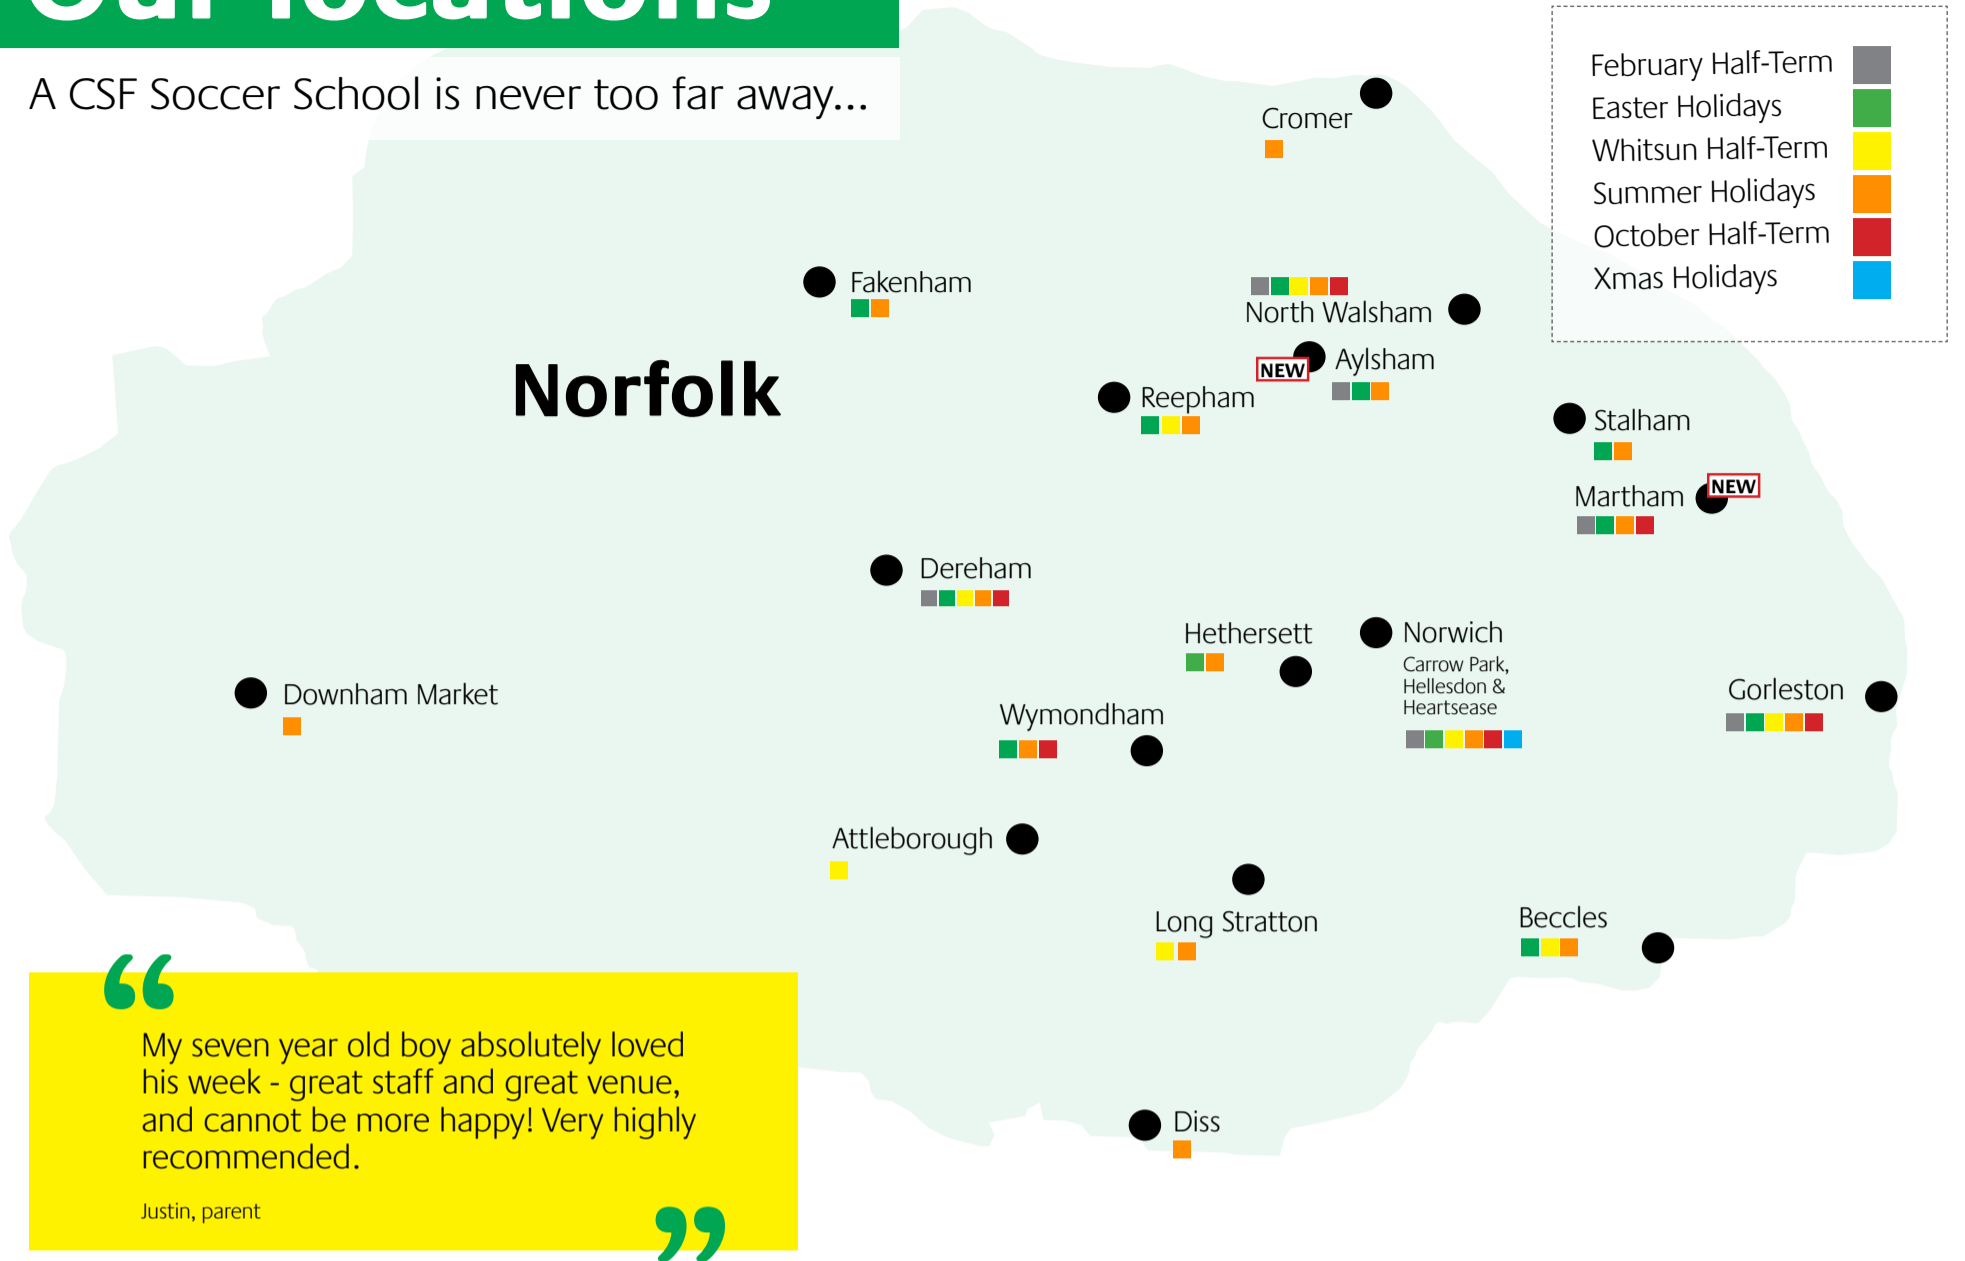 Our locations
A CSF Soccer School is never too far away...
February Half-Term
Easter Holidays
Whitsun Half-Term
Summer Holidays
October Half-Term
Xmas Holidays
Cromer
Fakenham
North Walsham
NEW
Aylsham
Norfolk
Reepham
Stalham
Martham
NEW
Dereham
Hethersett
Norwich
Carrow Park,
Hellesdon &
Heartsease
Downham Market
Wymondham
Gorleston
Attleborough
Long Stratton
Beccles
Diss
“
My seven year old boy absolutely loved
his week - great staff and great venue,
and cannot be more happy! Very highly
recommended.
Justin, parent
”